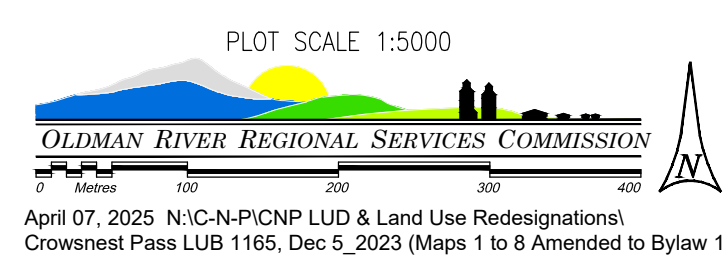 PLOT SCALE 1:5000
OLDMAN RIVER REGIONAL SERVICES COMMISSION
N
0 Metres 100 200 300 400
April 07, 2025 N:\C-N-P\CNP LUD & Land Use Redesignations\
Crowsnest Pass LUB 1165, Dec 5_2023 (Maps 1 to 8 Amended to Bylaw 1